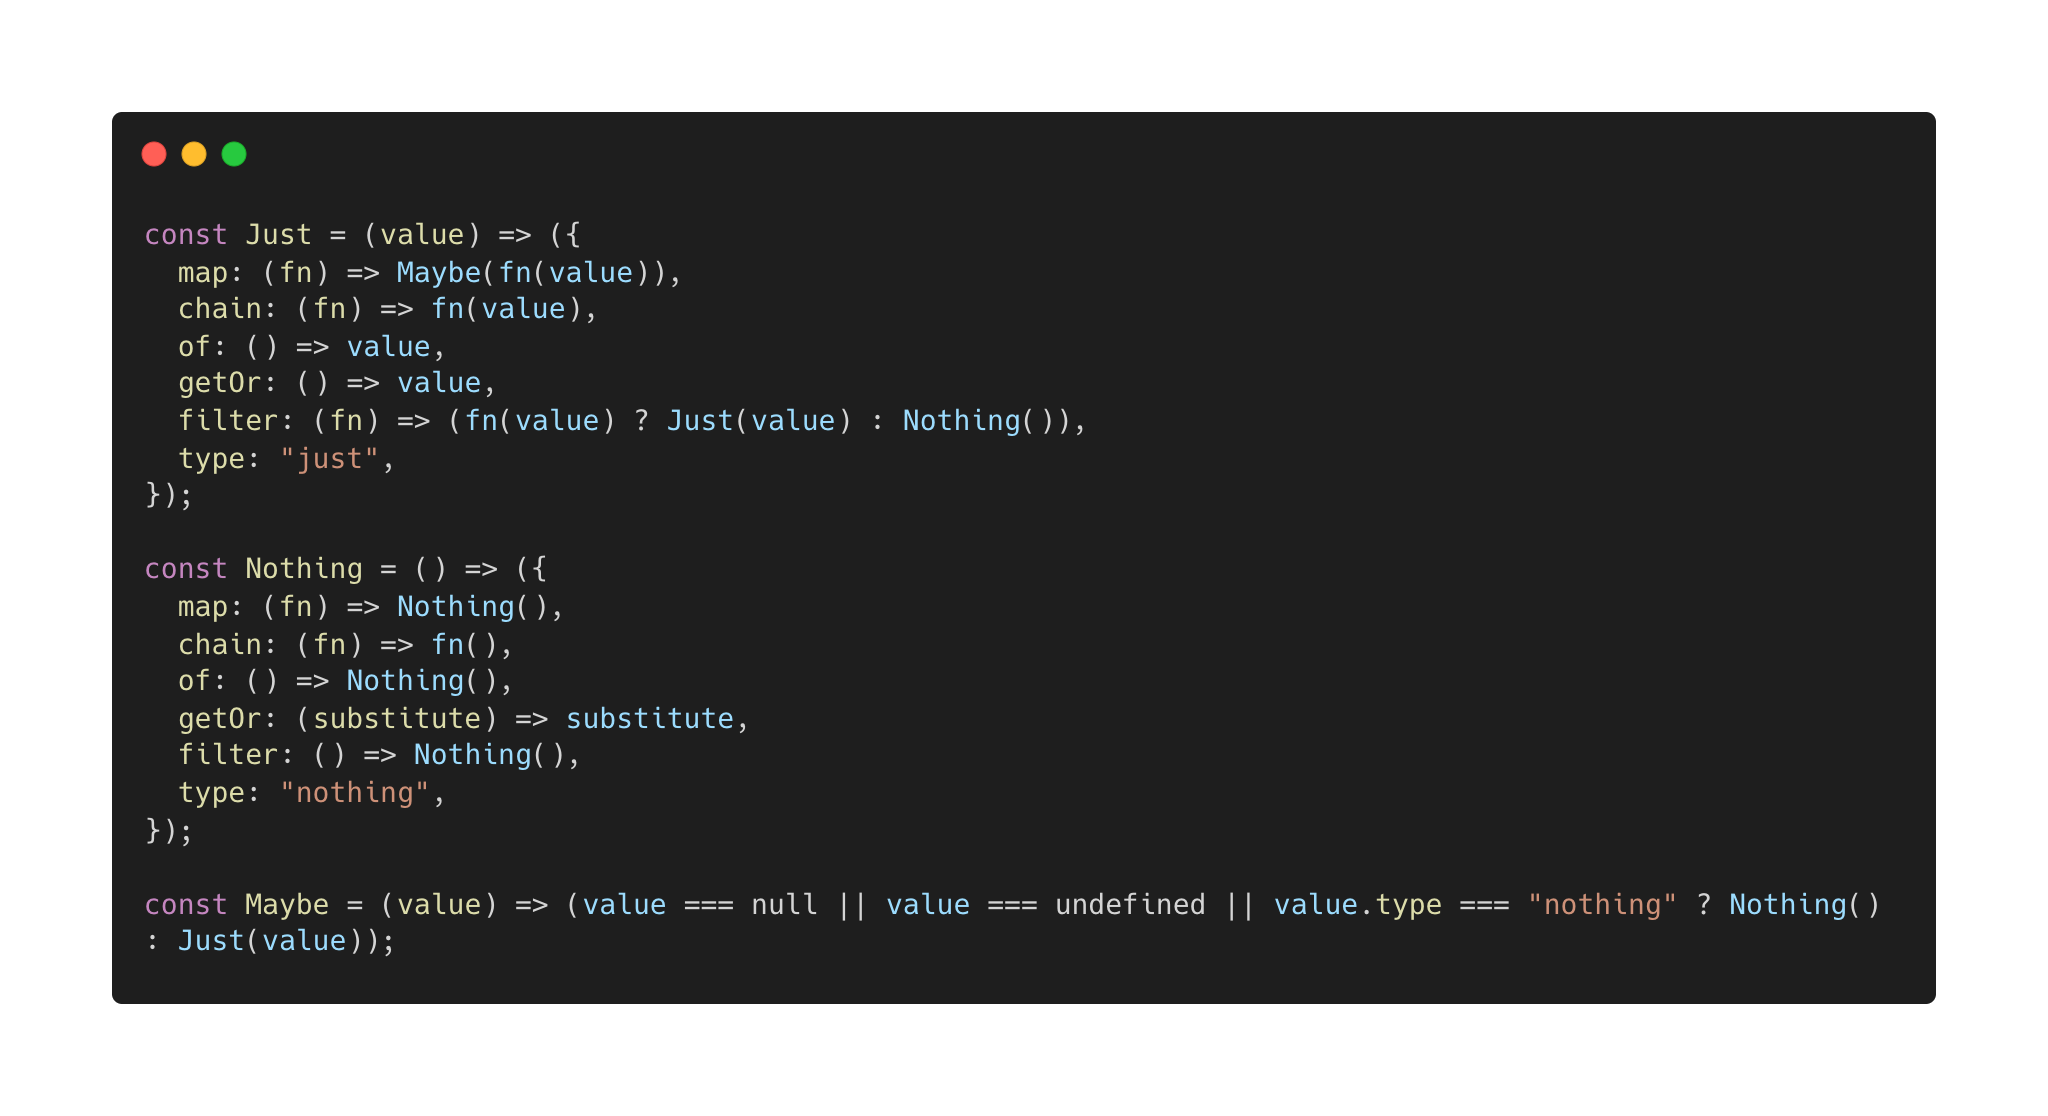 const Just = (value) => ({
  map: (fn) => Maybe(fn(value)),
  chain: (fn) => fn(value),
  of: () => value,
  getOr: () => value,
  filter: (fn) => (fn(value) ? Just(value) : Nothing()),
  type: "just",
});

const Nothing = () => ({
  map: (fn) => Nothing(),
  chain: (fn) => fn(),
  of: () => Nothing(),
  getOr: (substitute) => substitute,
  filter: () => Nothing(),
  type: "nothing",
});

const Maybe = (value) => (value === null || value === undefined || value.type === "nothing" ? Nothing()
: Just(value));